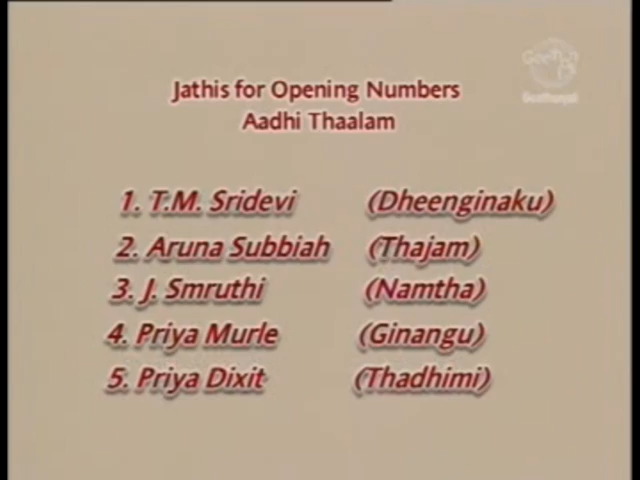 Jathis for Opening Numbers
Aadhi Thaalam
1. T.M. Sridevi (Dheenginaku)
2. Aruna Subbiah (Thajam)
3. J. Smruthi (Namtha)
4. Priya Murle (Ginangu)
5. Priya Dixit (Thadhimi)